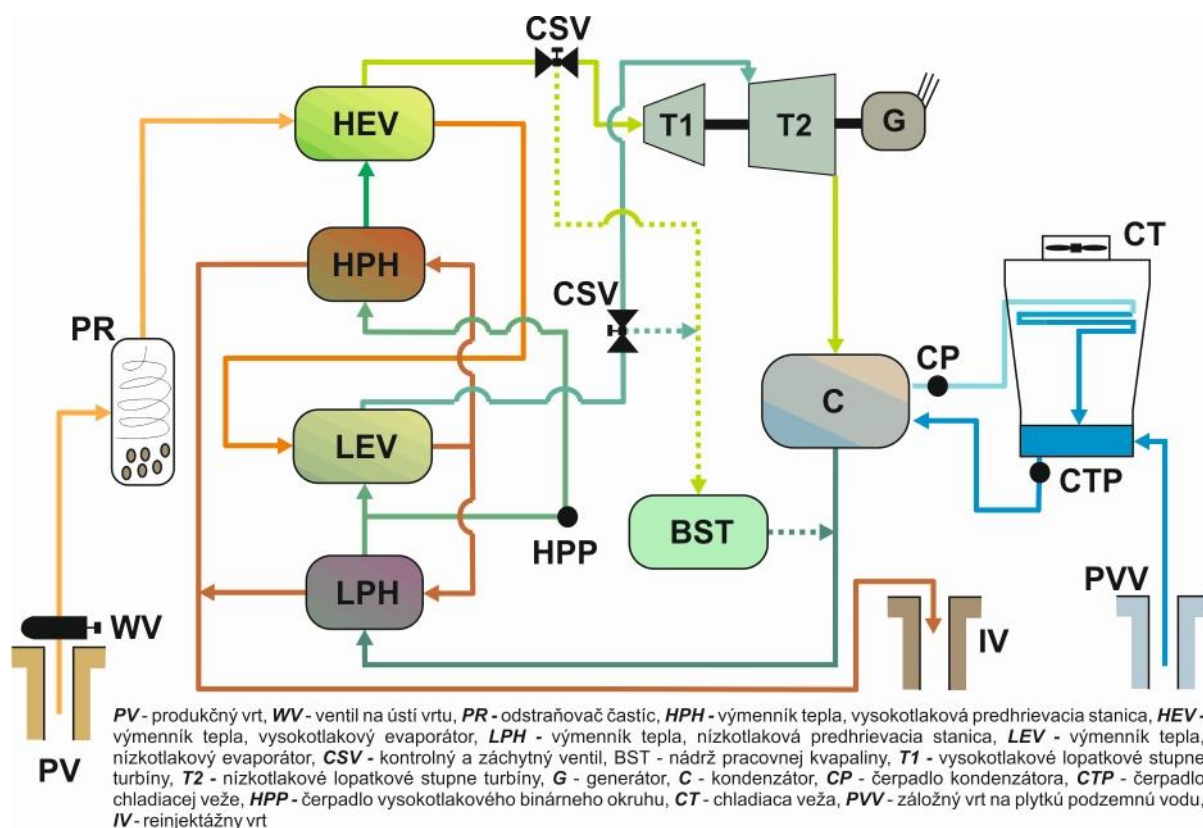 CSV
HEV
T1
T2
G
HPH
CT
CSV
PR
CP
C
LEV
CTP
BST
HPP
LPH
PVV
WV
IV
PV
PV - produkčný vrt, WV - ventil na ústí vrtu, PR - odstraňovač častíc, HPH - výmenník tepla, vysokotlaková predhrievacia stanica, HEV -
výmenník tepla, vysokotlakový evaporátor, LPH - výmenník tepla, nízkotlaková predhrievacia stanica, LEV - výmenník tepla,
nízkotlakový evaporátor, CSV - kontrolný a záchytný ventil, BST - nádrž pracovnej kvapaliny, T1 - vysokotlakové lopatkové stupne
turbíny, T2 - nízkotlakové lopatkové stupne turbíny, G - generátor, C - kondenzátor, CP - čerpadlo kondenzátora, CTP - čerpadlo
chladiacej veže, HPP - čerpadlo vysokotlakového binárneho okruhu, CT - chladiaca veža, PVV - záložný vrt na plytkú podzemnú vodu,
IV - reinjektážny vrt